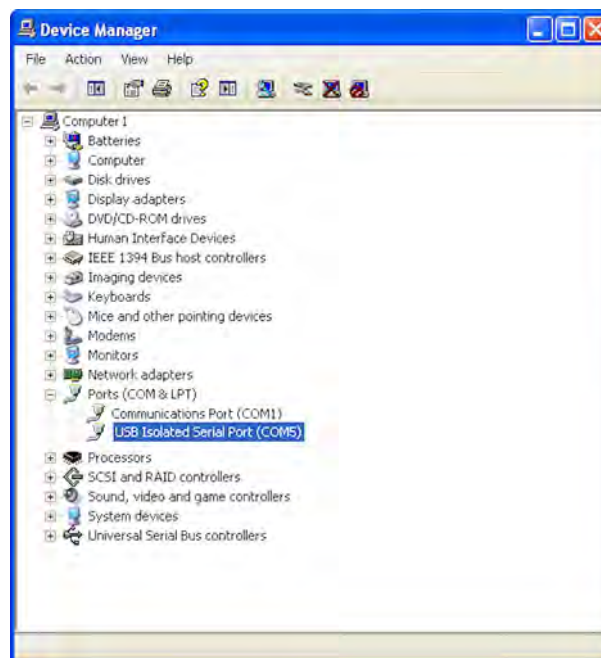 Device Manager
File Action View Help
Computer1
Batteries
Computer
Disk drives
Display adapters
DVD/CD-ROM drives
Human Interface Devices
IEEE 1394 Bus host controllers
Imaging devices
Keyboards
Mice and other pointing devices
Modems
Monitors
Network adapters
Ports (COM & LPT)
Communications Port (COM1)
USB Isolated Serial Port (COM5)
Processors
SCSI and RAID controllers
Sound, video and game controllers
System devices
Universal Serial Bus controllers